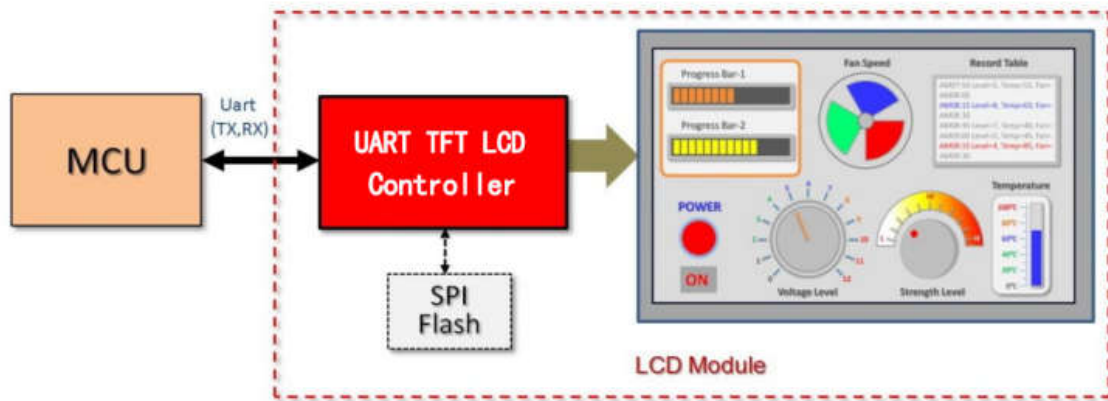 MCU
Uart
(TX,RX)
UART TFT LCD
Controller
SPI
Flash
Progress Bar-1
Progress Bar-2
Fan Speed
Record Table
POWER
ON
Voltage Level
Strength Level
Temperature
LCD Module